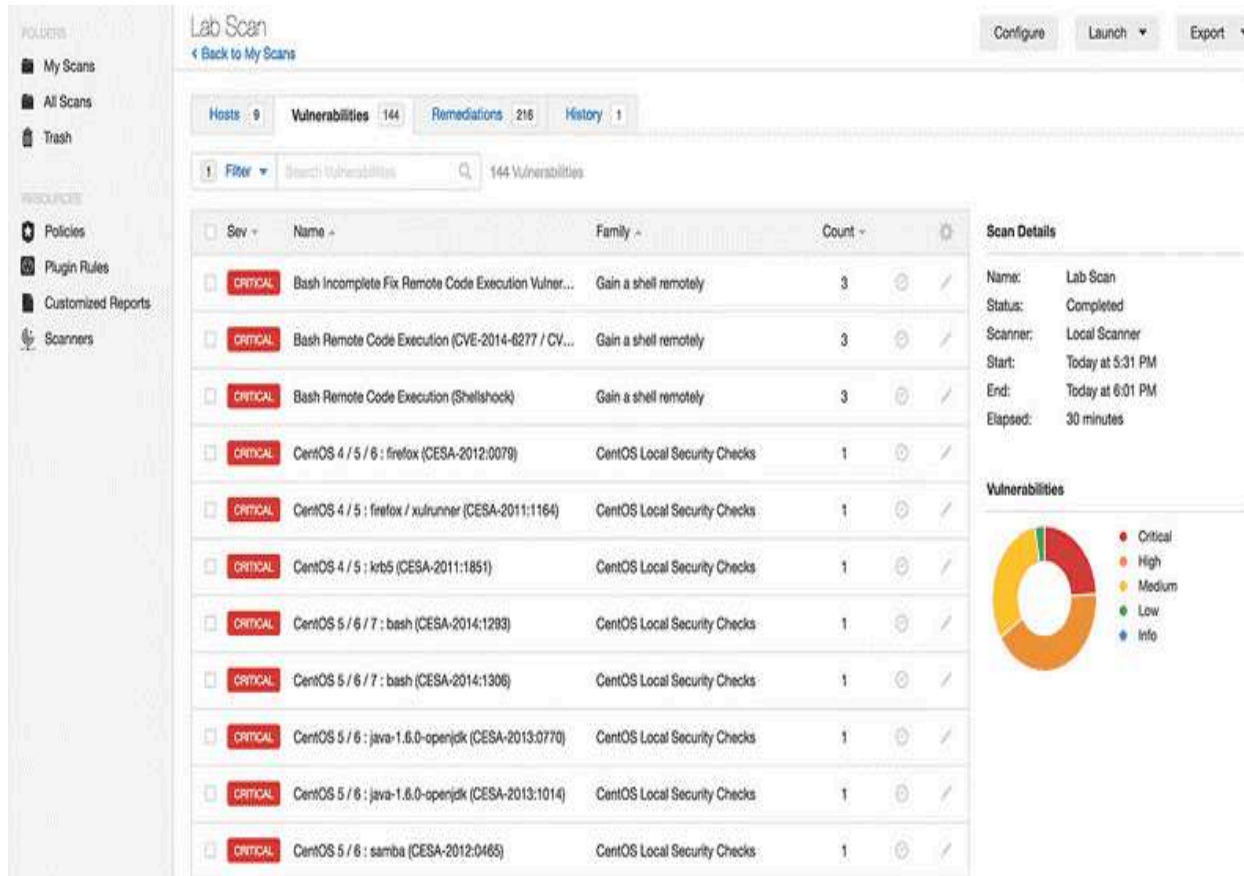 FOLDERS
My Scans
All Scans
Trash
RESOURCES
Policies
Plugin Rules
Customized Reports
Scanners
Lab Scan
Back to My Scans
Configure
Launch
Export
Hosts 9
Vulnerabilities 144
Remediations 216
History 1
1 Filter
Search Vulnerabilities
144 Vulnerabilities
Sev Name Family Count
CRITICAL Bash Incomplete Fix Remote Code Execution Vulner... Gain a shell remotely 3
CRITICAL Bash Remote Code Execution (CVE-2014-6277 / CV... Gain a shell remotely 3
CRITICAL Bash Remote Code Execution (Shellshock) Gain a shell remotely 3
CRITICAL CentOS 4 / 5 / 6 : firefox (CESA-2012:0079) CentOS Local Security Checks 1
CRITICAL CentOS 4 / 5 : firefox / xulrunner (CESA-2011:1164) CentOS Local Security Checks 1
CRITICAL CentOS 4 / 5 : krb5 (CESA-2011:1851) CentOS Local Security Checks 1
CRITICAL CentOS 5 / 6 / 7 : bash (CESA-2014:1293) CentOS Local Security Checks 1
CRITICAL CentOS 5 / 6 / 7 : bash (CESA-2014:1306) CentOS Local Security Checks 1
CRITICAL CentOS 5 / 6 : java-1.6.0-openjdk (CESA-2013:0770) CentOS Local Security Checks 1
CRITICAL CentOS 5 / 6 : java-1.6.0-openjdk (CESA-2013:1014) CentOS Local Security Checks 1
CRITICAL CentOS 5 / 6 : samba (CESA-2012:0465) CentOS Local Security Checks 1
Scan Details
Name: Lab Scan
Status: Completed
Scanner: Local Scanner
Start: Today at 5:31 PM
End: Today at 6:01 PM
Elapsed: 30 minutes
Vulnerabilities
Critical
High
Medium
Low
Info